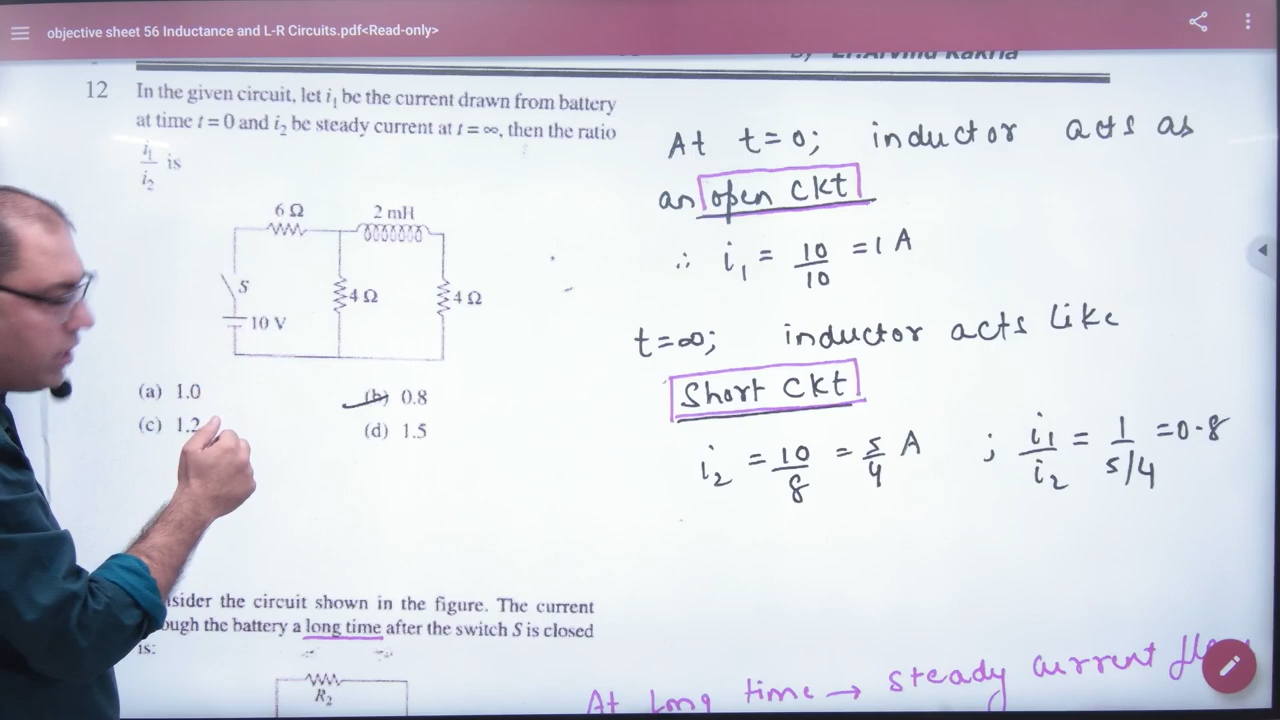 objective sheet 56 Inductance and L-R Circuits.pdf<Read-only>
By Er.Arvind Kakria
12 In the given circuit, let i₁ be the current drawn from battery
at time t = 0 and i₂ be steady current at t = ∞, then the ratio
i₁/i₂ is
6 Ω
2 mH
S
4 Ω
4 Ω
10 V
(a) 1.0
(b) 0.8
(c) 1.2
(d) 1.5
At t=0; inductor acts as
an open ckt
∴ i₁ = 10/10 = 1 A
t=∞; inductor acts like
Short ckt
i₂ = 10/8 = 5/4 A ; i₁/i₂ = 1/5/4 = 0.8
sider the circuit shown in the figure. The current
ough the battery a long time after the switch S is closed
is:
R₂
At Long time → steady current